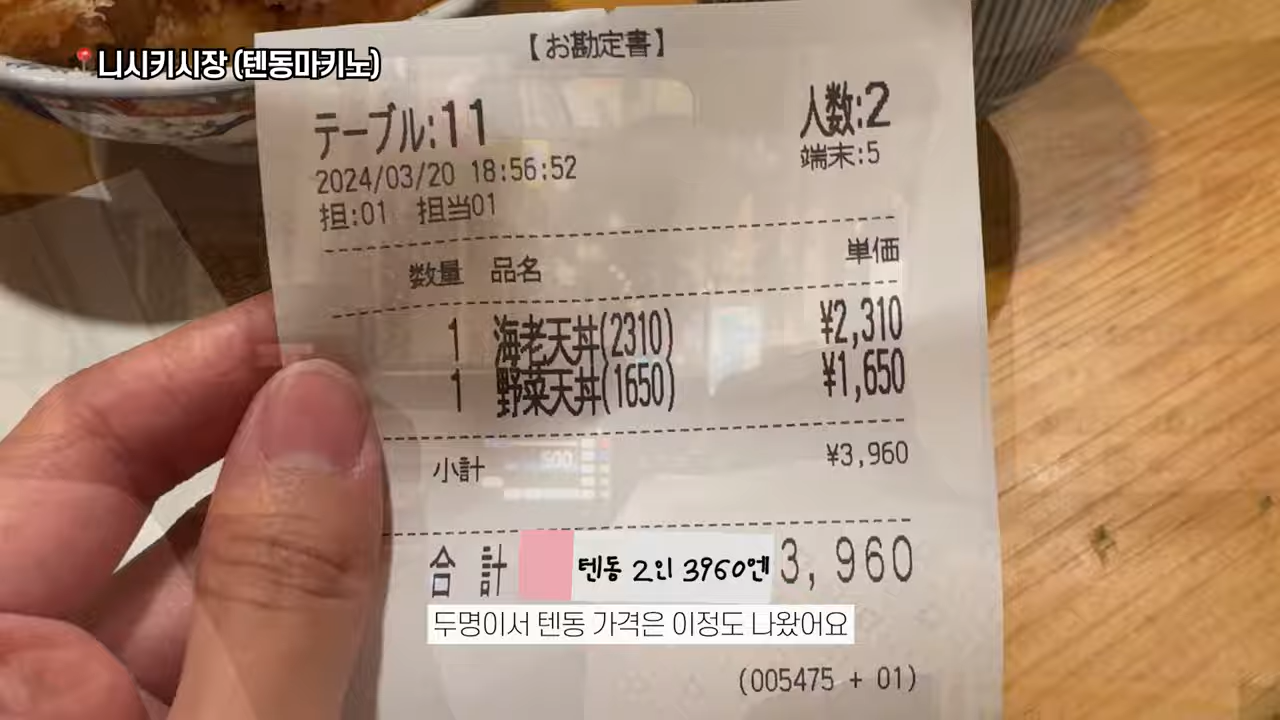 📍니시키시장 (텐동마키노)
【お勘定書】
テーブル:11
人数:2
2024/03/20 18:56:52
端末:5
担:01 担当01
数量 品名 単価
1 海老天丼(2310) ¥2,310
1 野菜天丼(1650) ¥1,650
小計 ¥3,960
合計 3,960
텐동 2인 3960엔
두명이서 텐동 가격은 이정도 나왔어요
(005475 + 01)